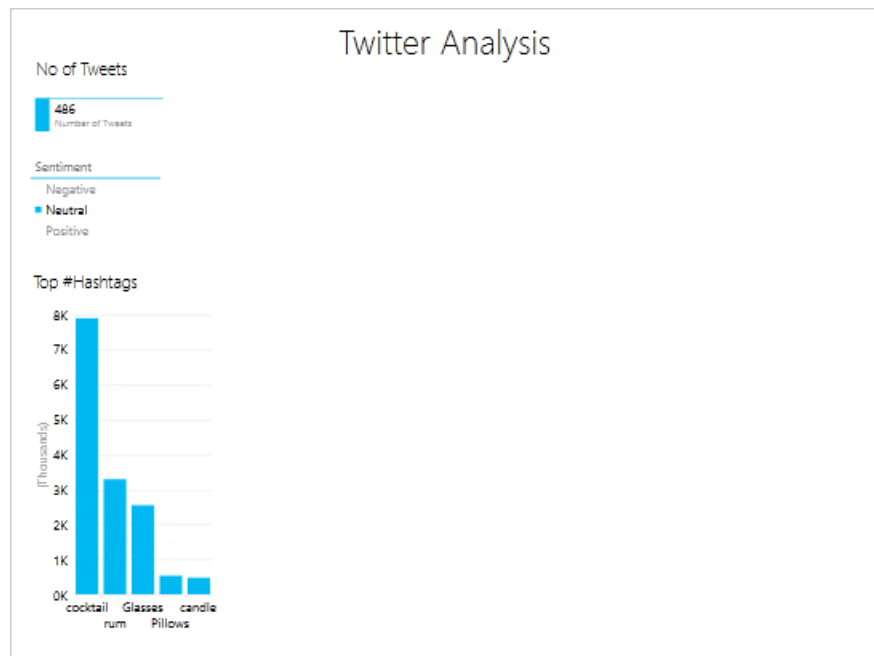 Twitter Analysis
No of Tweets
486
Number of Tweets
Sentiment
Negative
Neutral
Positive
Top #Hashtags
8K
7K
6K
5K
4K
3K
2K
1K
0K
(Thousands)
cocktail Glasses candle
rum Pillows